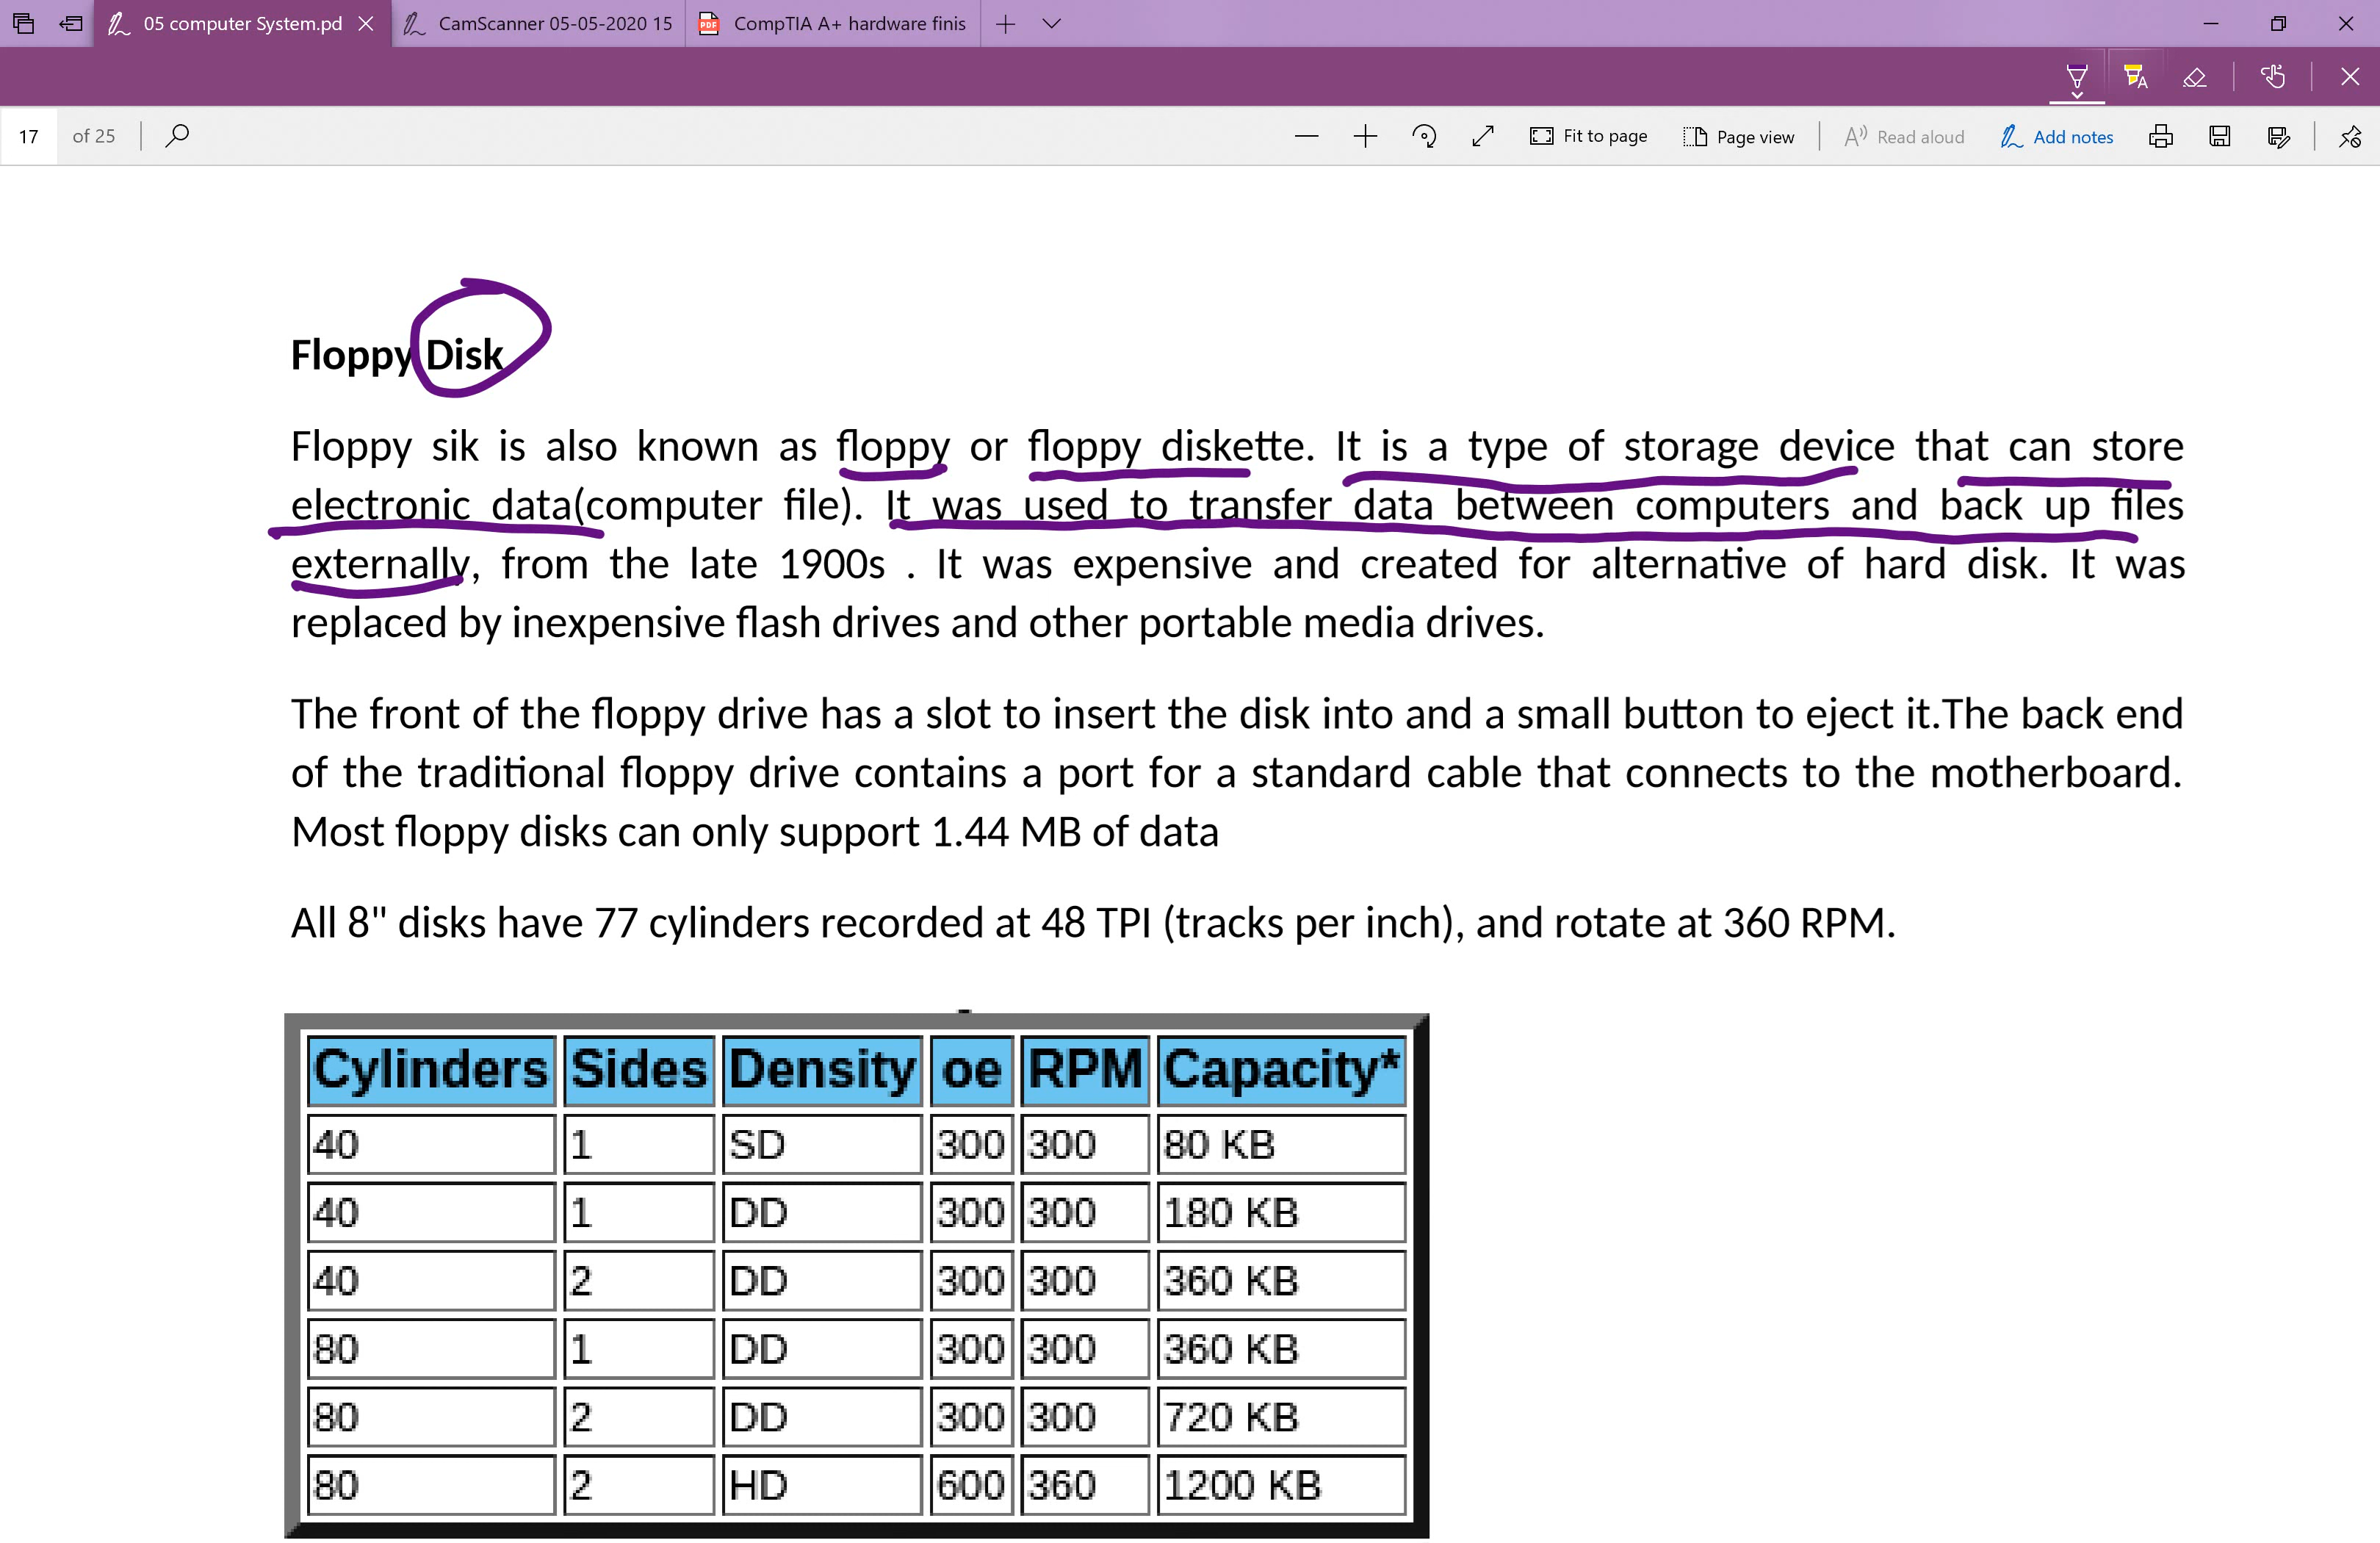 05 computer System.pd
CamScanner 05-05-2020 15
PDF
CompTIA A+ hardware finis
17 of 25
Fit to page
Page view
Read aloud
Add notes
Floppy Disk
Floppy sik is also known as floppy or floppy diskette. It is a type of storage device that can store
electronic data(computer file). It was used to transfer data between computers and back up files
externally, from the late 1900s . It was expensive and created for alternative of hard disk. It was
replaced by inexpensive flash drives and other portable media drives.
The front of the floppy drive has a slot to insert the disk into and a small button to eject it.The back end
of the traditional floppy drive contains a port for a standard cable that connects to the motherboard.
Most floppy disks can only support 1.44 MB of data
All 8" disks have 77 cylinders recorded at 48 TPI (tracks per inch), and rotate at 360 RPM.
Cylinders Sides Density oe RPM Capacity*
40 1 SD 300 300 80 KB
40 1 DD 300 300 180 KB
40 2 DD 300 300 360 KB
80 1 DD 300 300 360 KB
80 2 DD 300 300 720 KB
80 2 HD 600 360 1200 KB